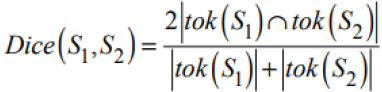 Dice(S₁,S₂) = 2|tok(S₁)∩tok(S₂)| / |tok(S₁)|+|tok(S₂)|